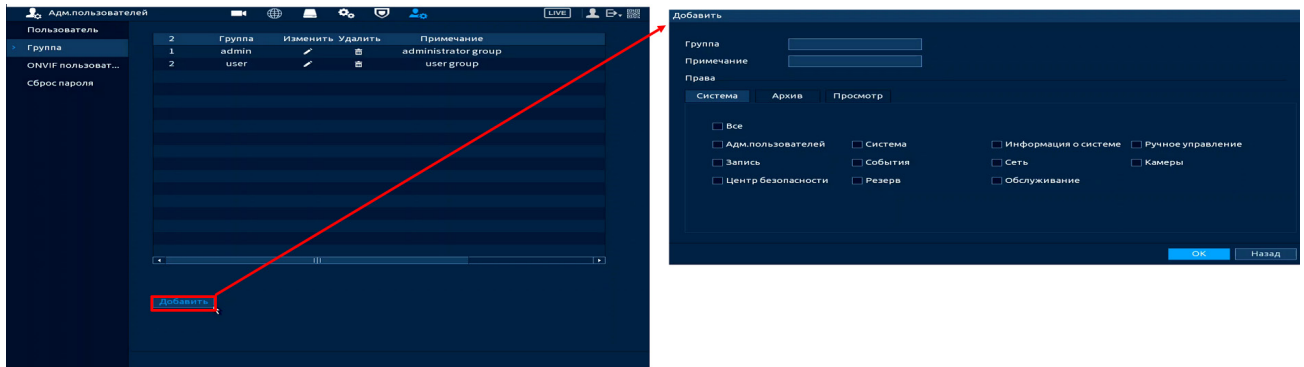 Адм.пользователей LIVE
Пользователь
Группа
ONVIF пользоват...
Сброс пароля
2 Группа Изменить Удалить Примечание
1 admin administrator group
2 user user group
Добавить
Добавить
Группа
Примечание
Права
Система Архив Просмотр
Все
Адм.пользователей Система Информация о системе Ручное управление
Запись События Сеть Камеры
Центр безопасности Резерв Обслуживание
OK Назад